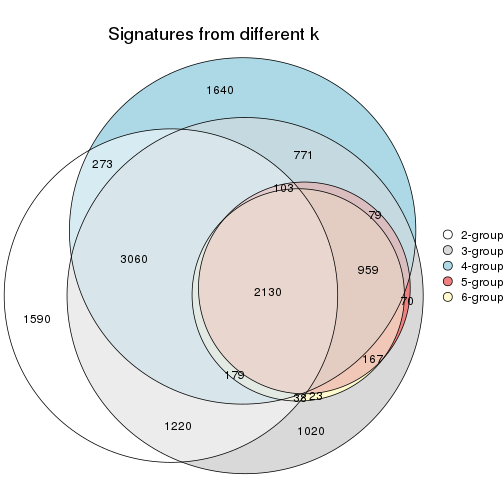 Signatures from different k
1640
771
273
103
79
3060
959
2130
70
1590
167
179
38
23
1220
1020
2-group
3-group
4-group
5-group
6-group